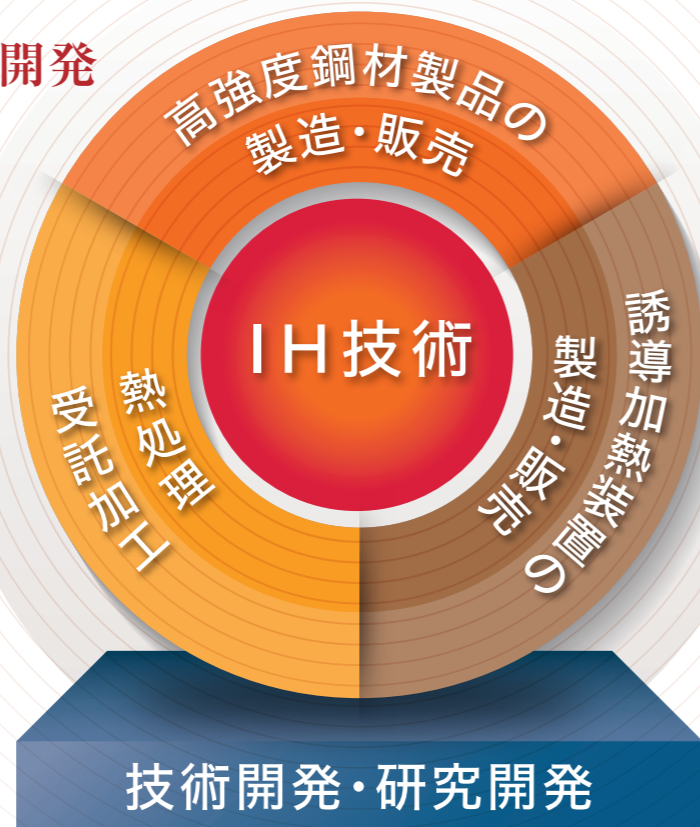 開発
高強度鋼材製品の
製造・販売
IH技術
誘導加熱装置の
製造・販売
熱処理
受託加工
技術開発・研究開発